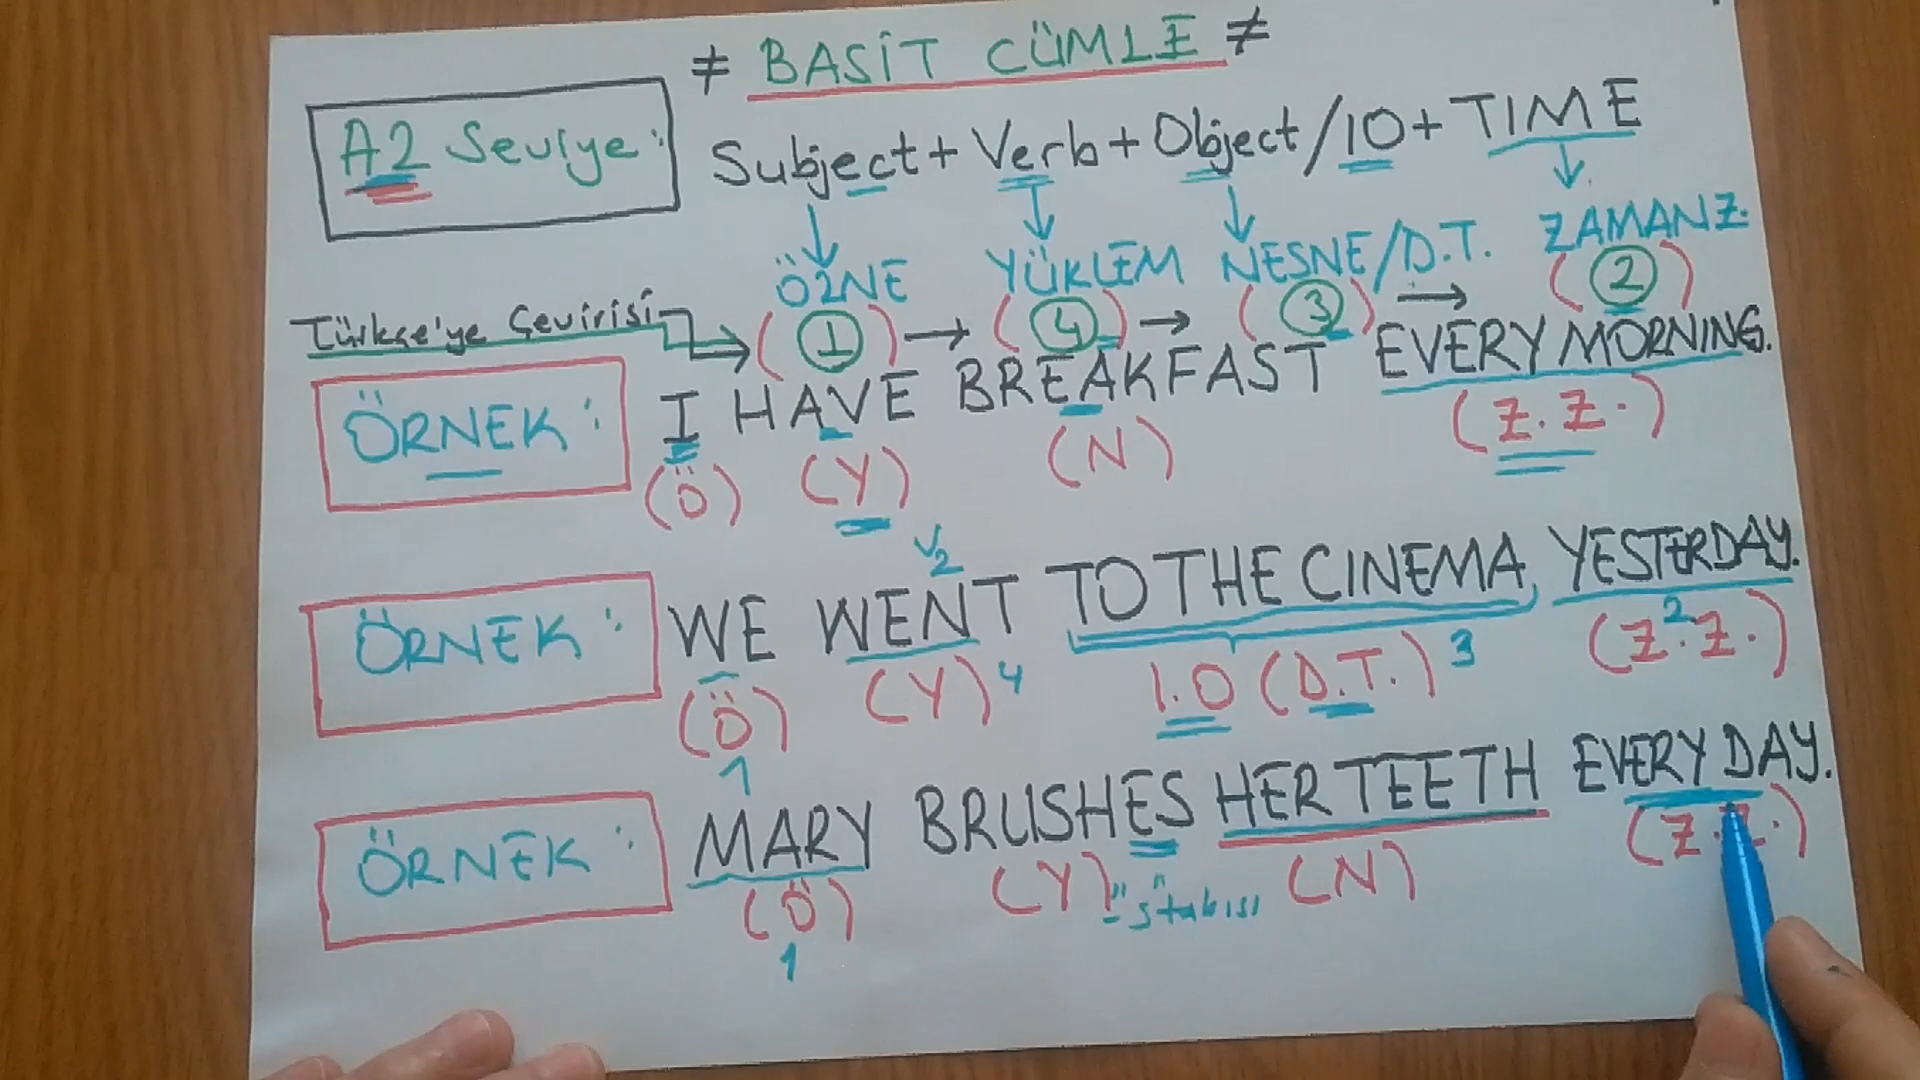 ≠ BASİT CÜMLE ≠
A2 Seviye:
Subject + Verb + Object / IO + TIME
ÖZNE YÜKLEM NESNE/D.T. ZAMANZ.
Türkçe'ye Çevirisi (1) → (4) → (3) → (2)
ÖRNEK: I HAVE BREAKFAST EVERY MORNING.
(Ö) (Y) (N) (Z.Z.)
V2
ÖRNEK: WE WENT TO THE CINEMA YESTERDAY.
(Ö) (Y) 4 I.O (D.T.) 3 (Z.Z.) 2
1
ÖRNEK: MARY BRUSHES HER TEETH EVERY DAY.
(Ö) (Y) (N) (Z.Z.)
1